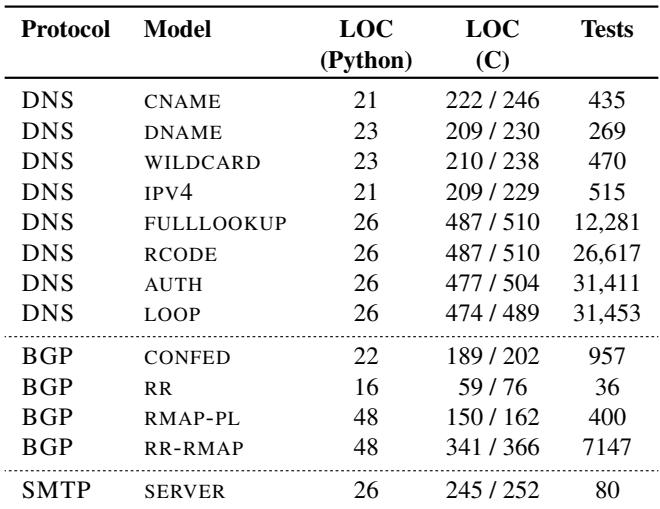 Protocol Model LOC LOC Tests
(Python) (C)
DNS CNAME 21 222 / 246 435
DNS DNAME 23 209 / 230 269
DNS WILDCARD 23 210 / 238 470
DNS IPV4 21 209 / 229 515
DNS FULLLOOKUP 26 487 / 510 12,281
DNS RCODE 26 487 / 510 26,617
DNS AUTH 26 477 / 504 31,411
DNS LOOP 26 474 / 489 31,453
BGP CONFED 22 189 / 202 957
BGP RR 16 59 / 76 36
BGP RMAP-PL 48 150 / 162 400
BGP RR-RMAP 48 341 / 366 7147
SMTP SERVER 26 245 / 252 80